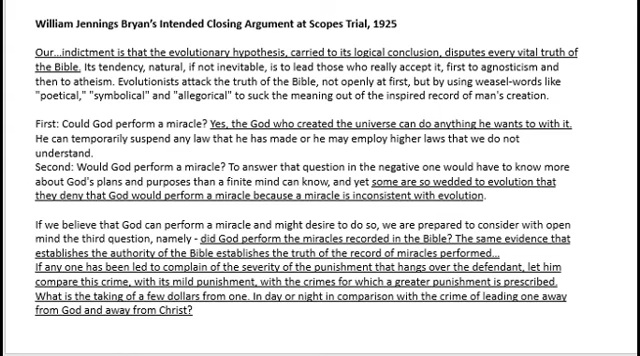 William Jennings Bryan's Intended Closing Argument at Scopes Trial, 1925
Our...indictment is that the evolutionary hypothesis, carried to its logical conclusion, disputes every vital truth of
the Bible. Its tendency, natural, if not inevitable, is to lead those who really accept it, first to agnosticism and
then to atheism. Evolutionists attack the truth of the Bible, not openly at first, but by using weasel-words like
"poetical," "symbolical" and "allegorical" to suck the meaning out of the inspired record of man's creation.
First: Could God perform a miracle? Yes, the God who created the universe can do anything he wants to with it.
He can temporarily suspend any law that he has made or he may employ higher laws that we do not
understand.
Second: Would God perform a miracle? To answer that question in the negative one would have to know more
about God's plans and purposes than a finite mind can know, and yet some are so wedded to evolution that
they deny that God would perform a miracle because a miracle is inconsistent with evolution.
If we believe that God can perform a miracle and might desire to do so, we are prepared to consider with open
mind the third question, namely - did God perform the miracles recorded in the Bible? The same evidence that
establishes the authority of the Bible establishes the truth of the record of miracles performed...
If any one has been led to complain of the severity of the punishment that hangs over the defendant, let him
compare this crime, with its mild punishment, with the crimes for which a greater punishment is prescribed.
What is the taking of a few dollars from one. In day or night in comparison with the crime of leading one away
from God and away from Christ?